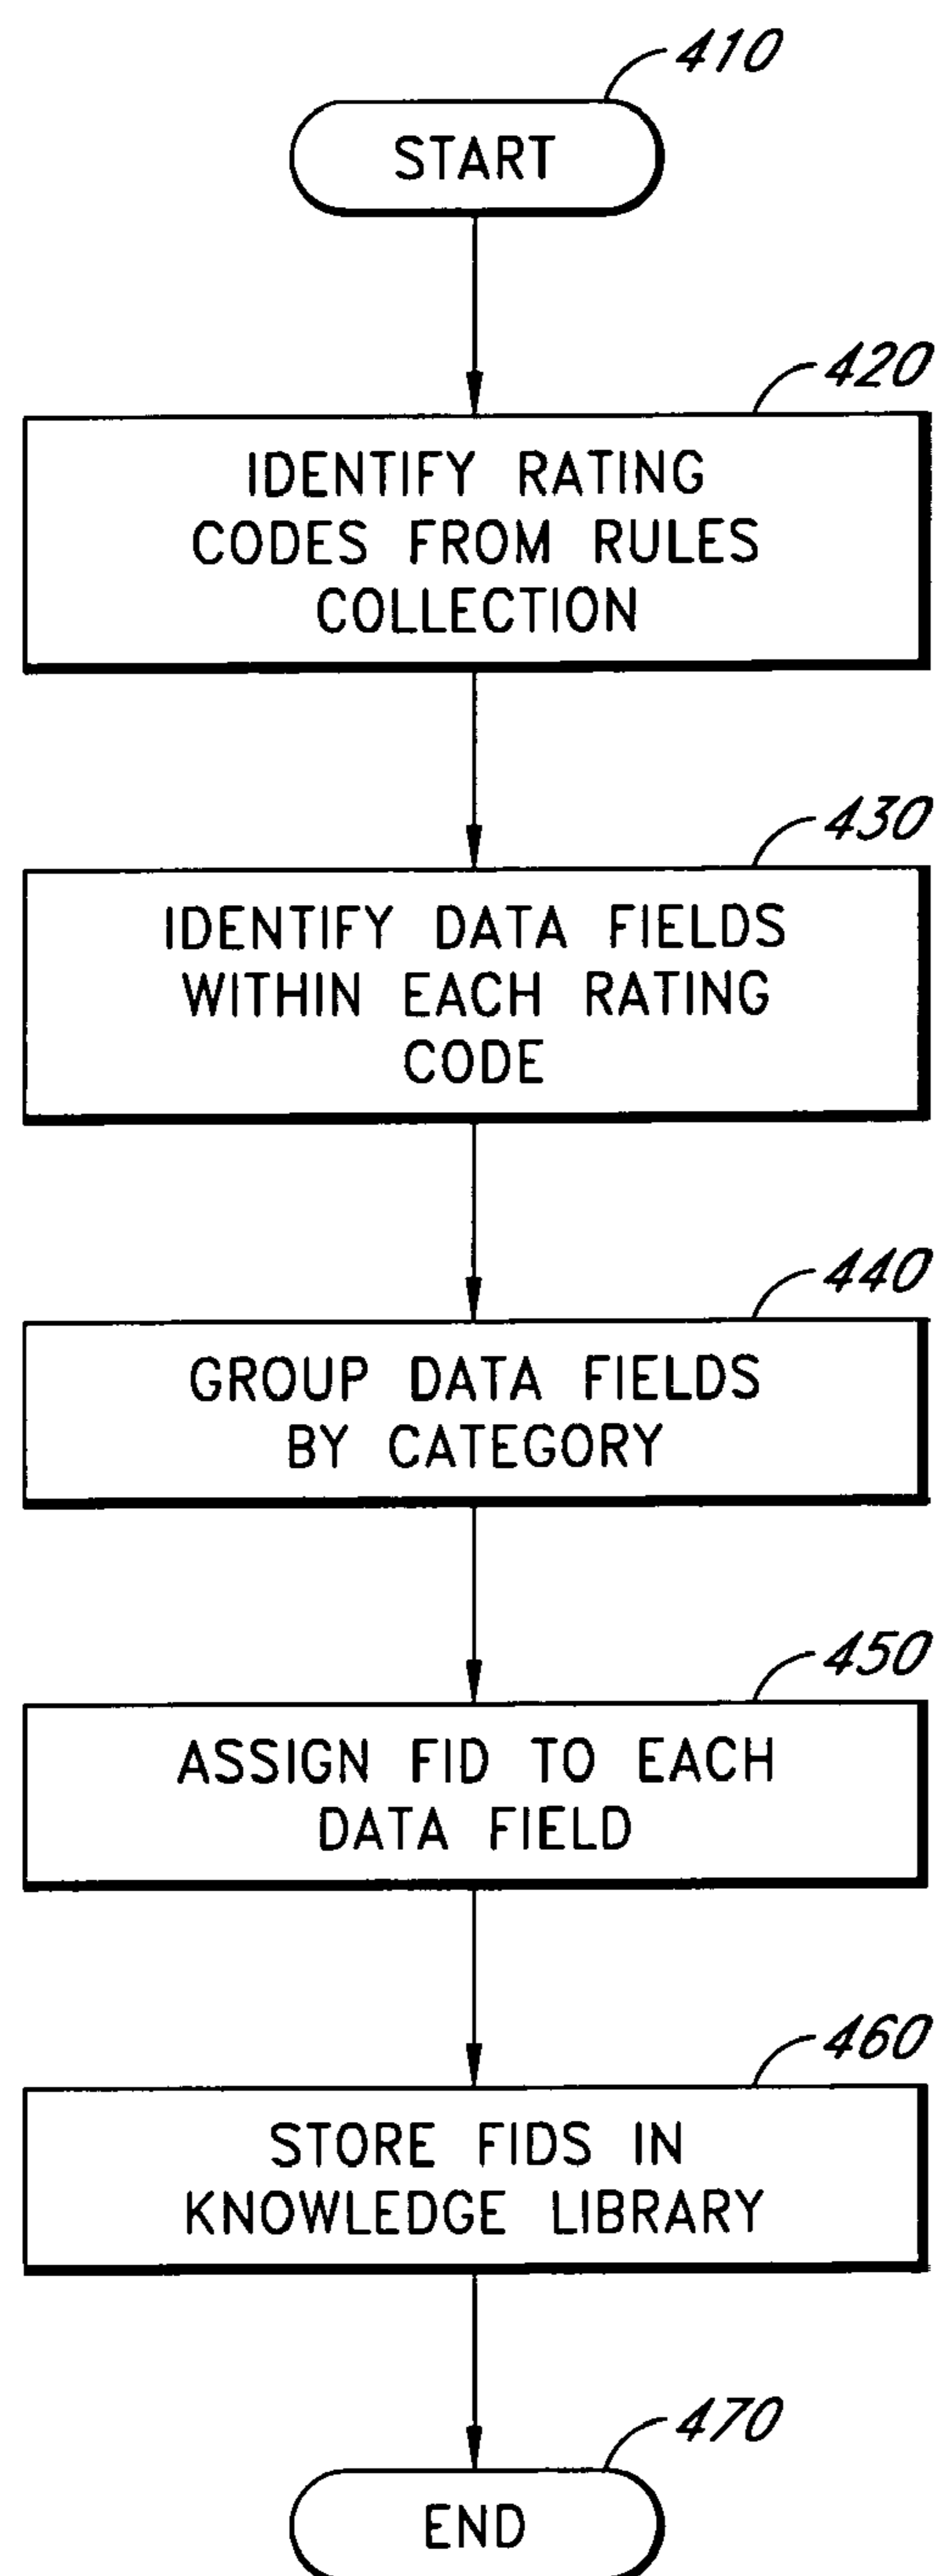 410
START
420
IDENTIFY RATING
CODES FROM RULES
COLLECTION
430
IDENTIFY DATA FIELDS
WITHIN EACH RATING
CODE
440
GROUP DATA FIELDS
BY CATEGORY
450
ASSIGN FID TO EACH
DATA FIELD
460
STORE FIDS IN
KNOWLEDGE LIBRARY
470
END